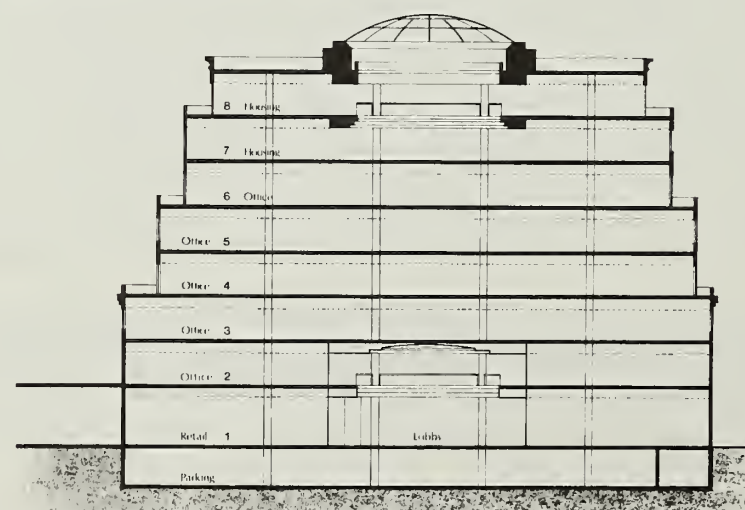 8 Housing
7 Housing
6 Office
Office 5
Office 4
Office 3
Office 2
Retail 1 Lobby
Parking